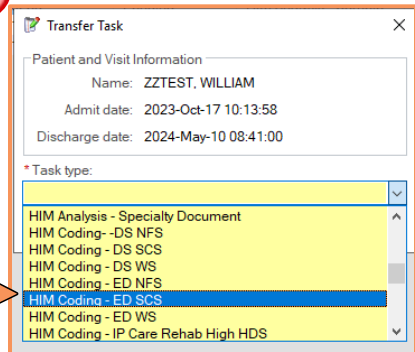 Transfer Task
Patient and Visit Information
Name: ZZTEST, WILLIAM
Admit date: 2023-Oct-17 10:13:58
Discharge date: 2024-May-10 08:41:00
* Task type:
HIM Analysis - Specialty Document
HIM Coding- -DS NFS
HIM Coding - DS SCS
HIM Coding - DS WS
HIM Coding - ED NFS
HIM Coding - ED SCS
HIM Coding - ED WS
HIM Coding - IP Care Rehab High HDS